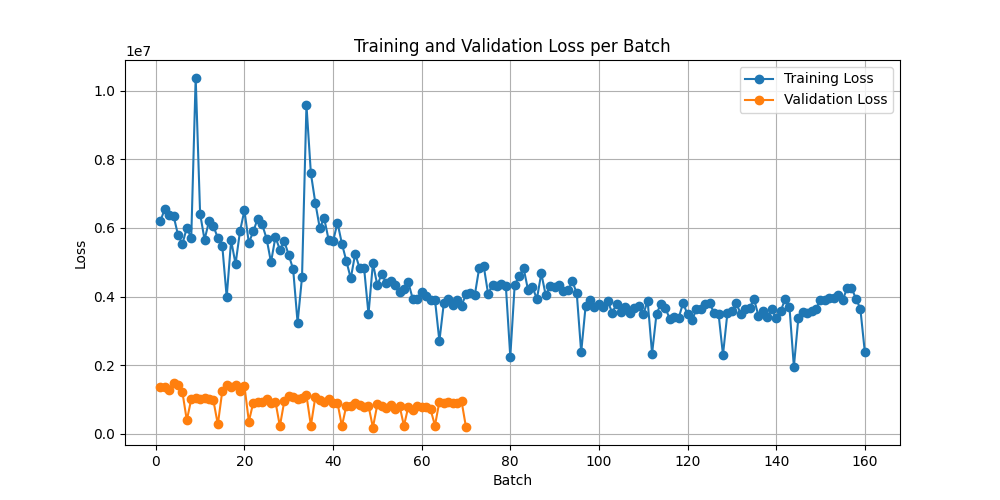 Training and Validation Loss per Batch
1e7
Training Loss
Validation Loss
1.0
0.8
0.6
0.4
0.2
0.0
Loss
0 20 40 60 80 100 120 140 160
Batch